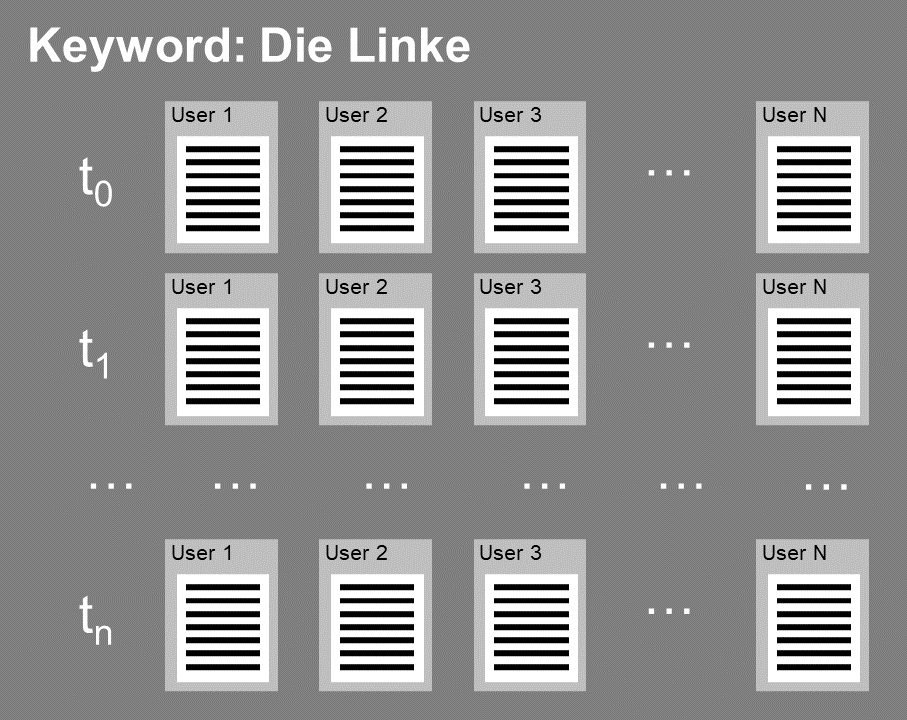 Keyword: Die Linke
User 1 User 2 User 3 User N
t0 ...
User 1 User 2 User 3 User N
t1 ...
... ... ... ... ... ...
User 1 User 2 User 3 User N
tn ...